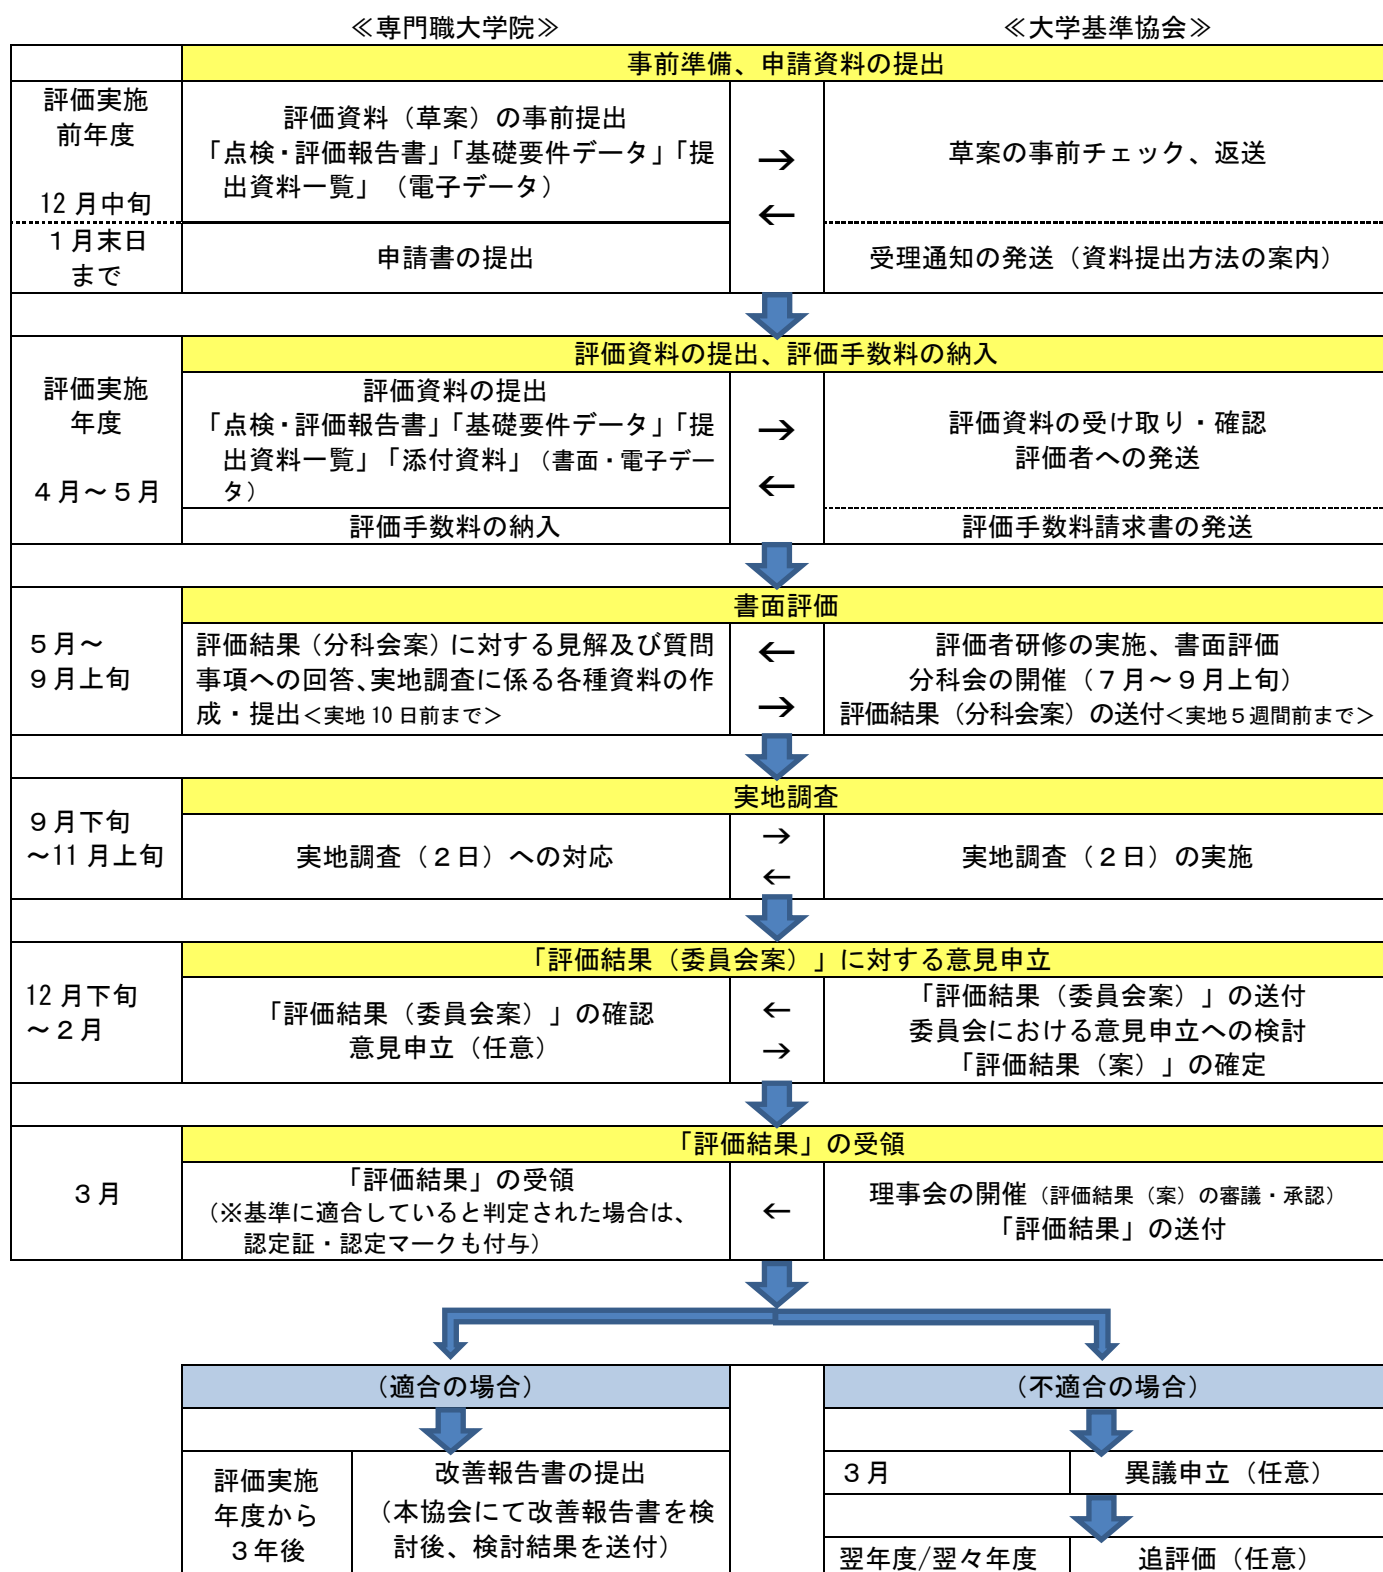 ≪専門職大学院≫
≪大学基準協会≫
事前準備、申請資料の提出
評価実施
前年度
12月中旬
評価資料（草案）の事前提出
「点検・評価報告書」「基礎要件データ」「提
出資料一覧」（電子データ）
→
←
草案の事前チェック、返送
１月末日
まで
申請書の提出
受理通知の発送（資料提出方法の案内）
評価資料の提出、評価手数料の納入
評価実施
年度
４月～５月
評価資料の提出
「点検・評価報告書」「基礎要件データ」「提
出資料一覧」「添付資料」（書面・電子デー
タ）
→
←
評価資料の受け取り・確認
評価者への発送
評価手数料の納入
評価手数料請求書の発送
書面評価
５月～
９月上旬
評価結果（分科会案）に対する見解及び質問
事項への回答、実地調査に係る各種資料の作
成・提出＜実地10日前まで＞
←
→
評価者研修の実施、書面評価
分科会の開催（７月～９月上旬）
評価結果（分科会案）の送付＜実地５週間前まで＞
実地調査
９月下旬
～11月上旬
実地調査（２日）への対応
→
←
実地調査（２日）の実施
「評価結果（委員会案）」に対する意見申立
12月下旬
～２月
「評価結果（委員会案）」の確認
意見申立（任意）
←
→
「評価結果（委員会案）」の送付
委員会における意見申立への検討
「評価結果（案）」の確定
「評価結果」の受領
３月
「評価結果」の受領
（※基準に適合していると判定された場合は、
認定証・認定マークも付与）
←
理事会の開催（評価結果（案）の審議・承認）
「評価結果」の送付
（適合の場合）
（不適合の場合）
評価実施
年度から
３年後
改善報告書の提出
（本協会にて改善報告書を検
討後、検討結果を送付）
３月
異議申立（任意）
翌年度/翌々年度
追評価（任意）